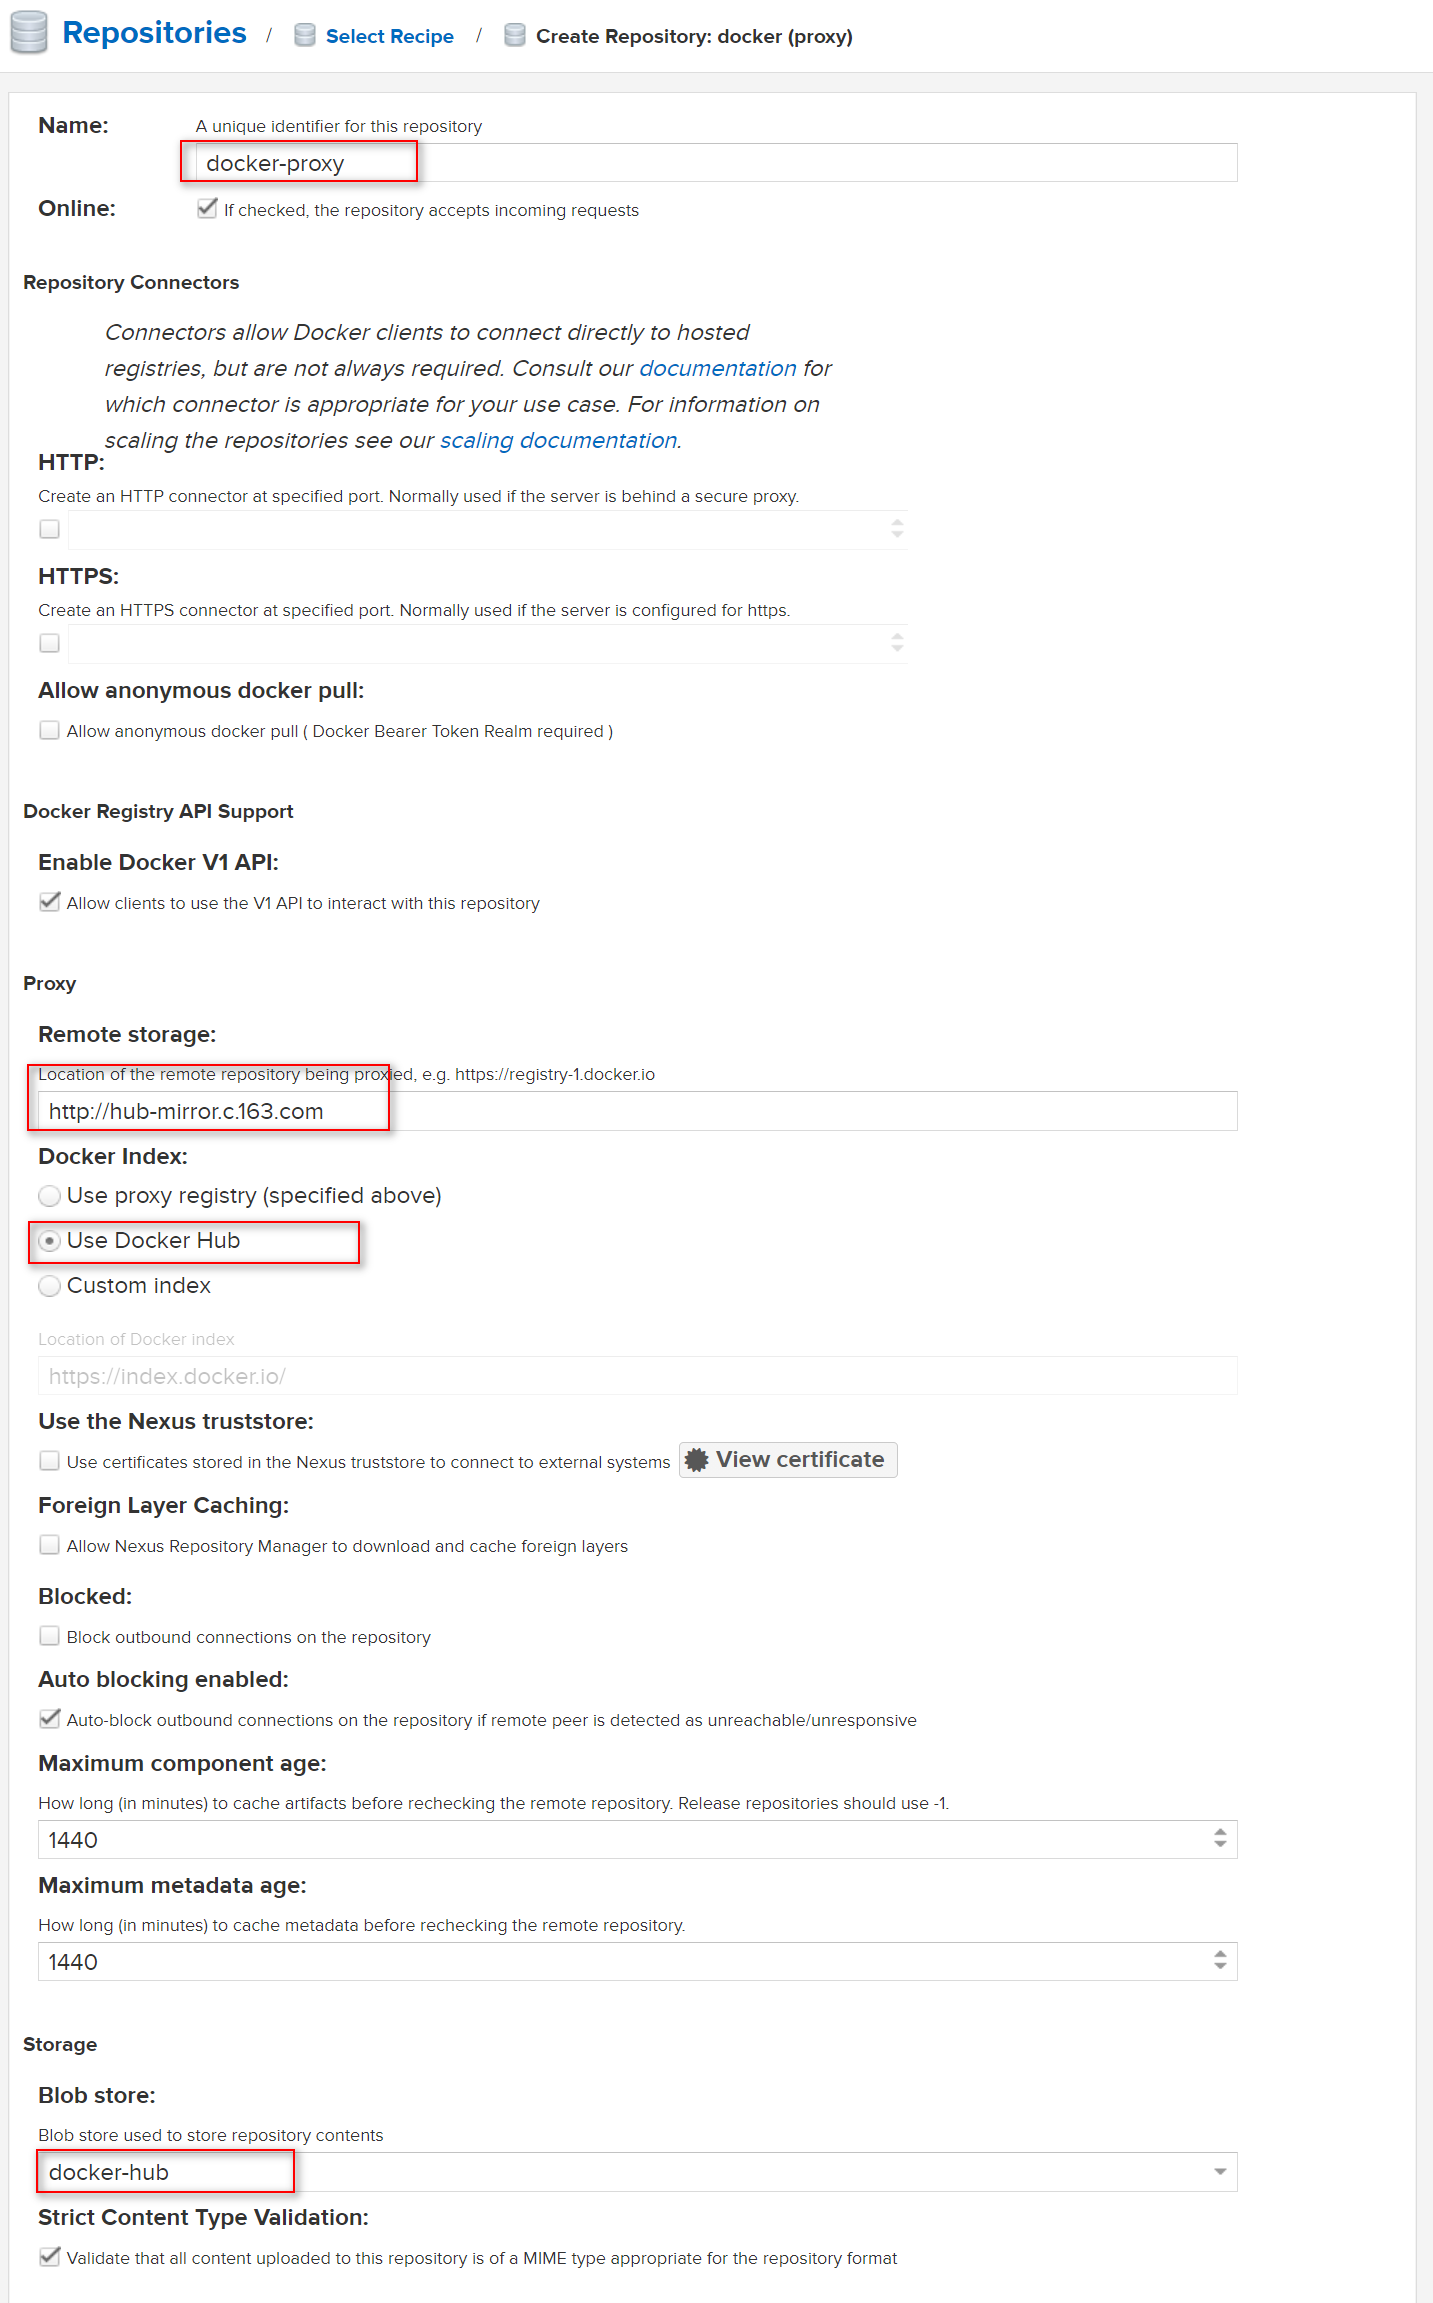 Repositories / Select Recipe / Create Repository: docker (proxy)
Name:
A unique identifier for this repository
docker-proxy
Online:
If checked, the repository accepts incoming requests
Repository Connectors
Connectors allow Docker clients to connect directly to hosted
registries, but are not always required. Consult our documentation for
which connector is appropriate for your use case. For information on
scaling the repositories see our scaling documentation.
HTTP:
Create an HTTP connector at specified port. Normally used if the server is behind a secure proxy.
HTTPS:
Create an HTTPS connector at specified port. Normally used if the server is configured for https.
Allow anonymous docker pull:
Allow anonymous docker pull ( Docker Bearer Token Realm required )
Docker Registry API Support
Enable Docker V1 API:
Allow clients to use the V1 API to interact with this repository
Proxy
Remote storage:
Location of the remote repository being proxied, e.g. https://registry-1.docker.io
http://hub-mirror.c.163.com
Docker Index:
Use proxy registry (specified above)
Use Docker Hub
Custom index
Location of Docker index
https://index.docker.io/
Use the Nexus truststore:
Use certificates stored in the Nexus truststore to connect to external systems View certificate
Foreign Layer Caching:
Allow Nexus Repository Manager to download and cache foreign layers
Blocked:
Block outbound connections on the repository
Auto blocking enabled:
Auto-block outbound connections on the repository if remote peer is detected as unreachable/unresponsive
Maximum component age:
How long (in minutes) to cache artifacts before rechecking the remote repository. Release repositories should use -1.
1440
Maximum metadata age:
How long (in minutes) to cache metadata before rechecking the remote repository.
1440
Storage
Blob store:
Blob store used to store repository contents
docker-hub
Strict Content Type Validation:
Validate that all content uploaded to this repository is of a MIME type appropriate for the repository format